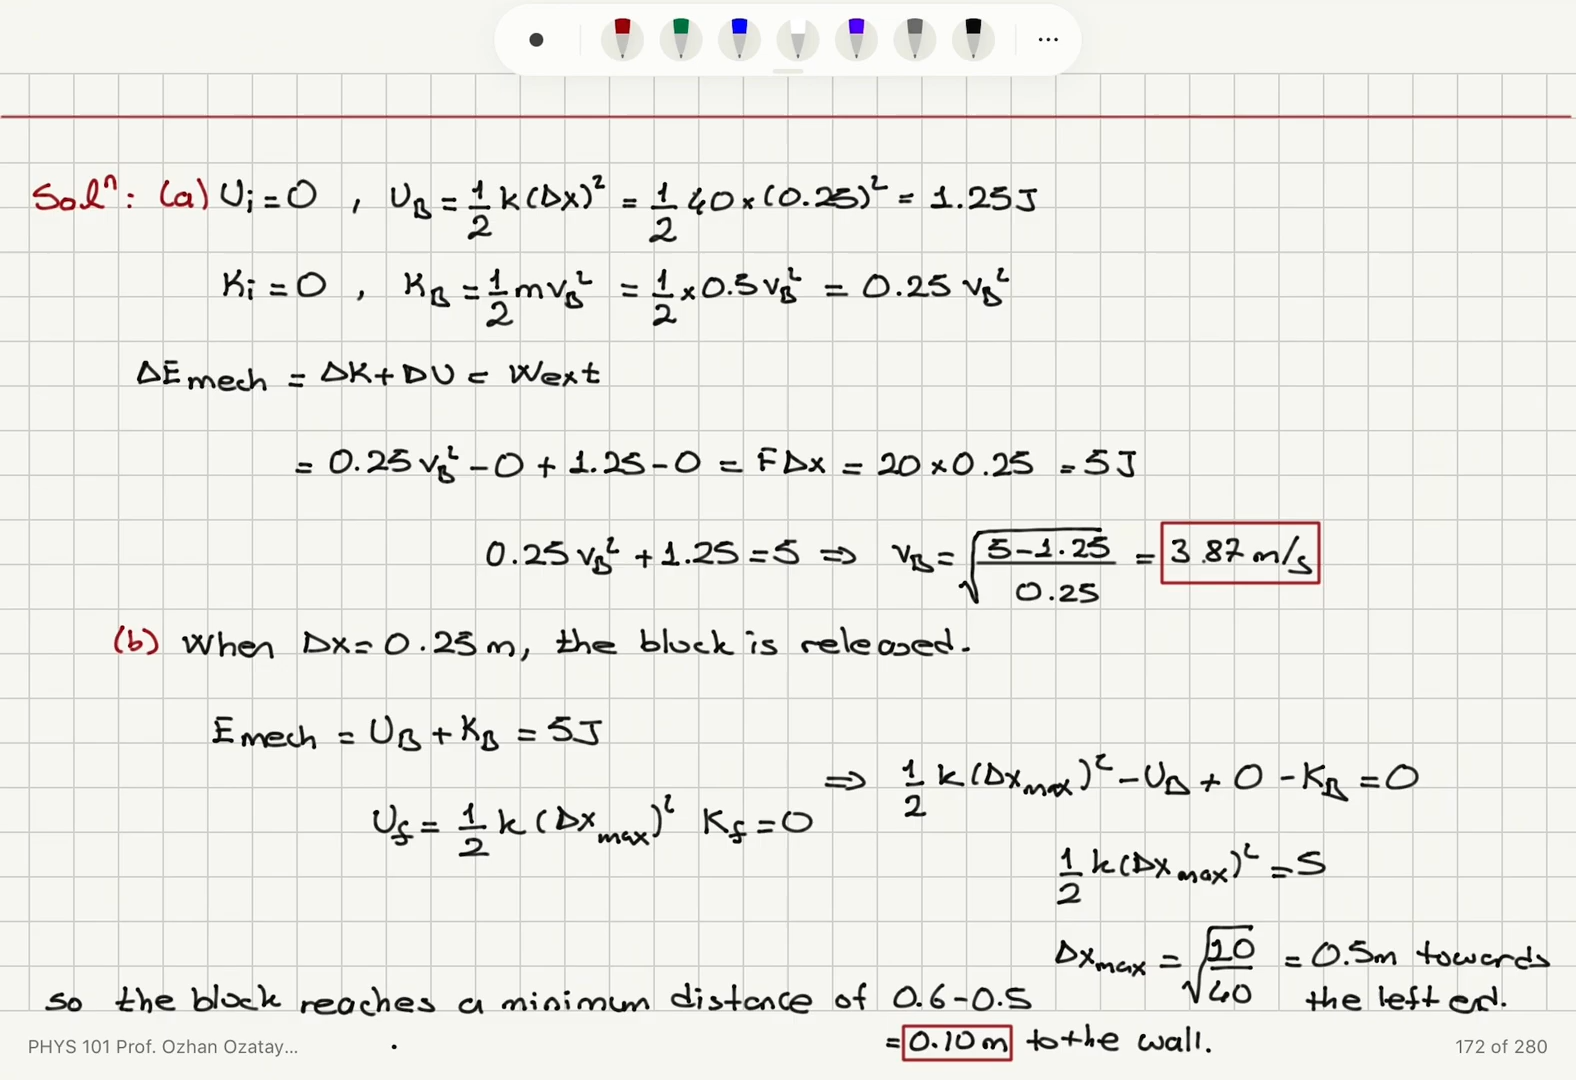 Solⁿ: (a) Uᵢ = 0 , U_B = 1/2 k(Δx)² = 1/2 40 × (0.25)² = 1.25 J
Kᵢ = 0 , K_B = 1/2 mv_B² = 1/2 × 0.5 v_B² = 0.25 v_B²
ΔE mech = ΔK + ΔU = Wext
= 0.25 v_B² - 0 + 1.25 - 0 = FΔx = 20 × 0.25 = 5 J
0.25 v_B² + 1.25 = 5 ⇒ v_B = √((5 - 1.25)/0.25) = 3.87 m/s
(b) When Δx = 0.25 m, the block is released.
E mech = U_B + K_B = 5 J
⇒ 1/2 k(Δx_max)² - U_B + 0 - K_B = 0
U_f = 1/2 k(Δx_max)² K_f = 0
1/2 k(Δx_max)² = 5
Δx_max = √(10/40) = 0.5m towards
the left end.
so the block reaches a minimum distance of 0.6 - 0.5
= 0.10 m to the wall.
PHYS 101 Prof. Ozhan Ozatay...
172 of 280